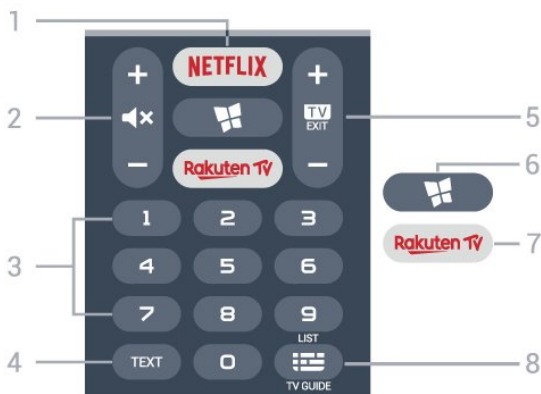 1
+ NETFLIX +
2 TV 5
EXIT
6
- Rakuten TV -
1 2 3
Rakuten TV 7
3
4 5 6
7 8 9
LIST
4 TEXT 0 8
TV GUIDE